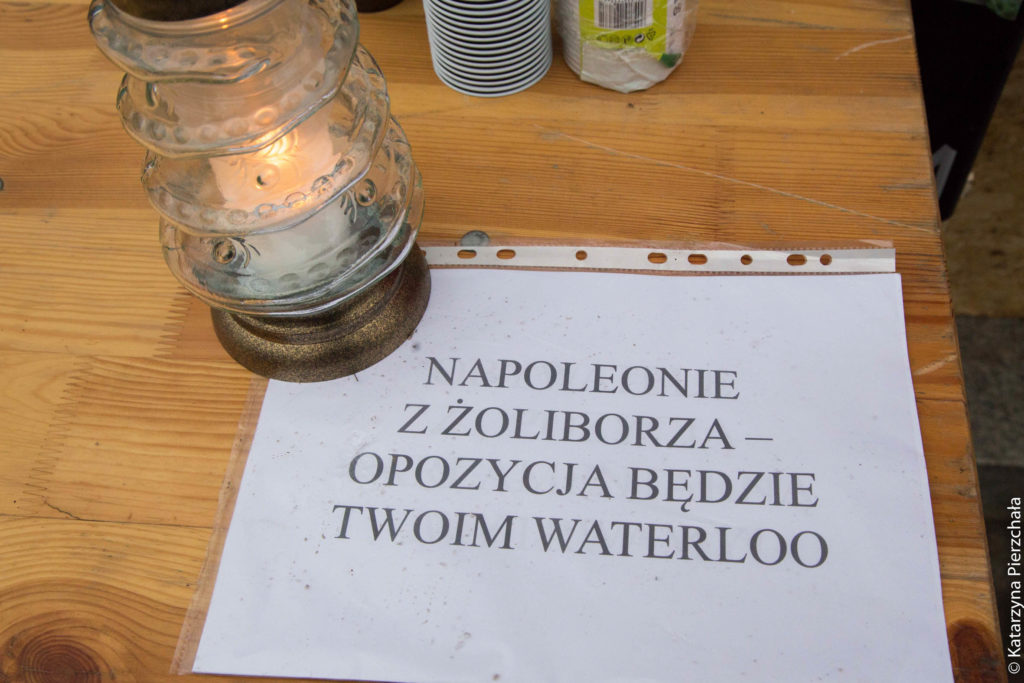 NAPOLEONIE
Z ŻOLIBORZA –
OPOZYCJA BĘDZIE
TWOIM WATERLOO
© Katarzyna Pierzchała